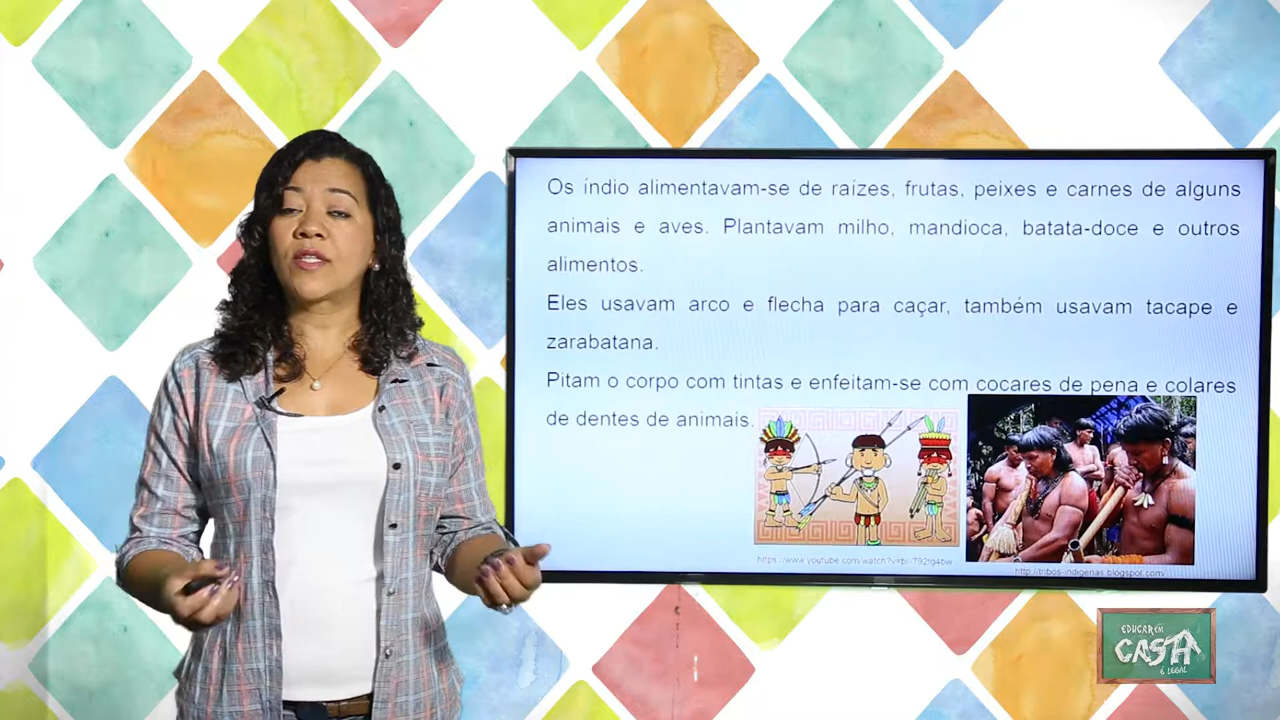 Os índio alimentavam-se de raízes, frutas, peixes e carnes de alguns
animais e aves. Plantavam milho, mandioca, batata-doce e outros
alimentos.
Eles usavam arco e flecha para caçar, também usavam tacape e
zarabatana.
Pitam o corpo com tintas e enfeitam-se com cocares de pena e colares
de dentes de animais.
http://tribos-indigenas.blogspot.com/
EDUCAR EM
CASA
É LEGAL